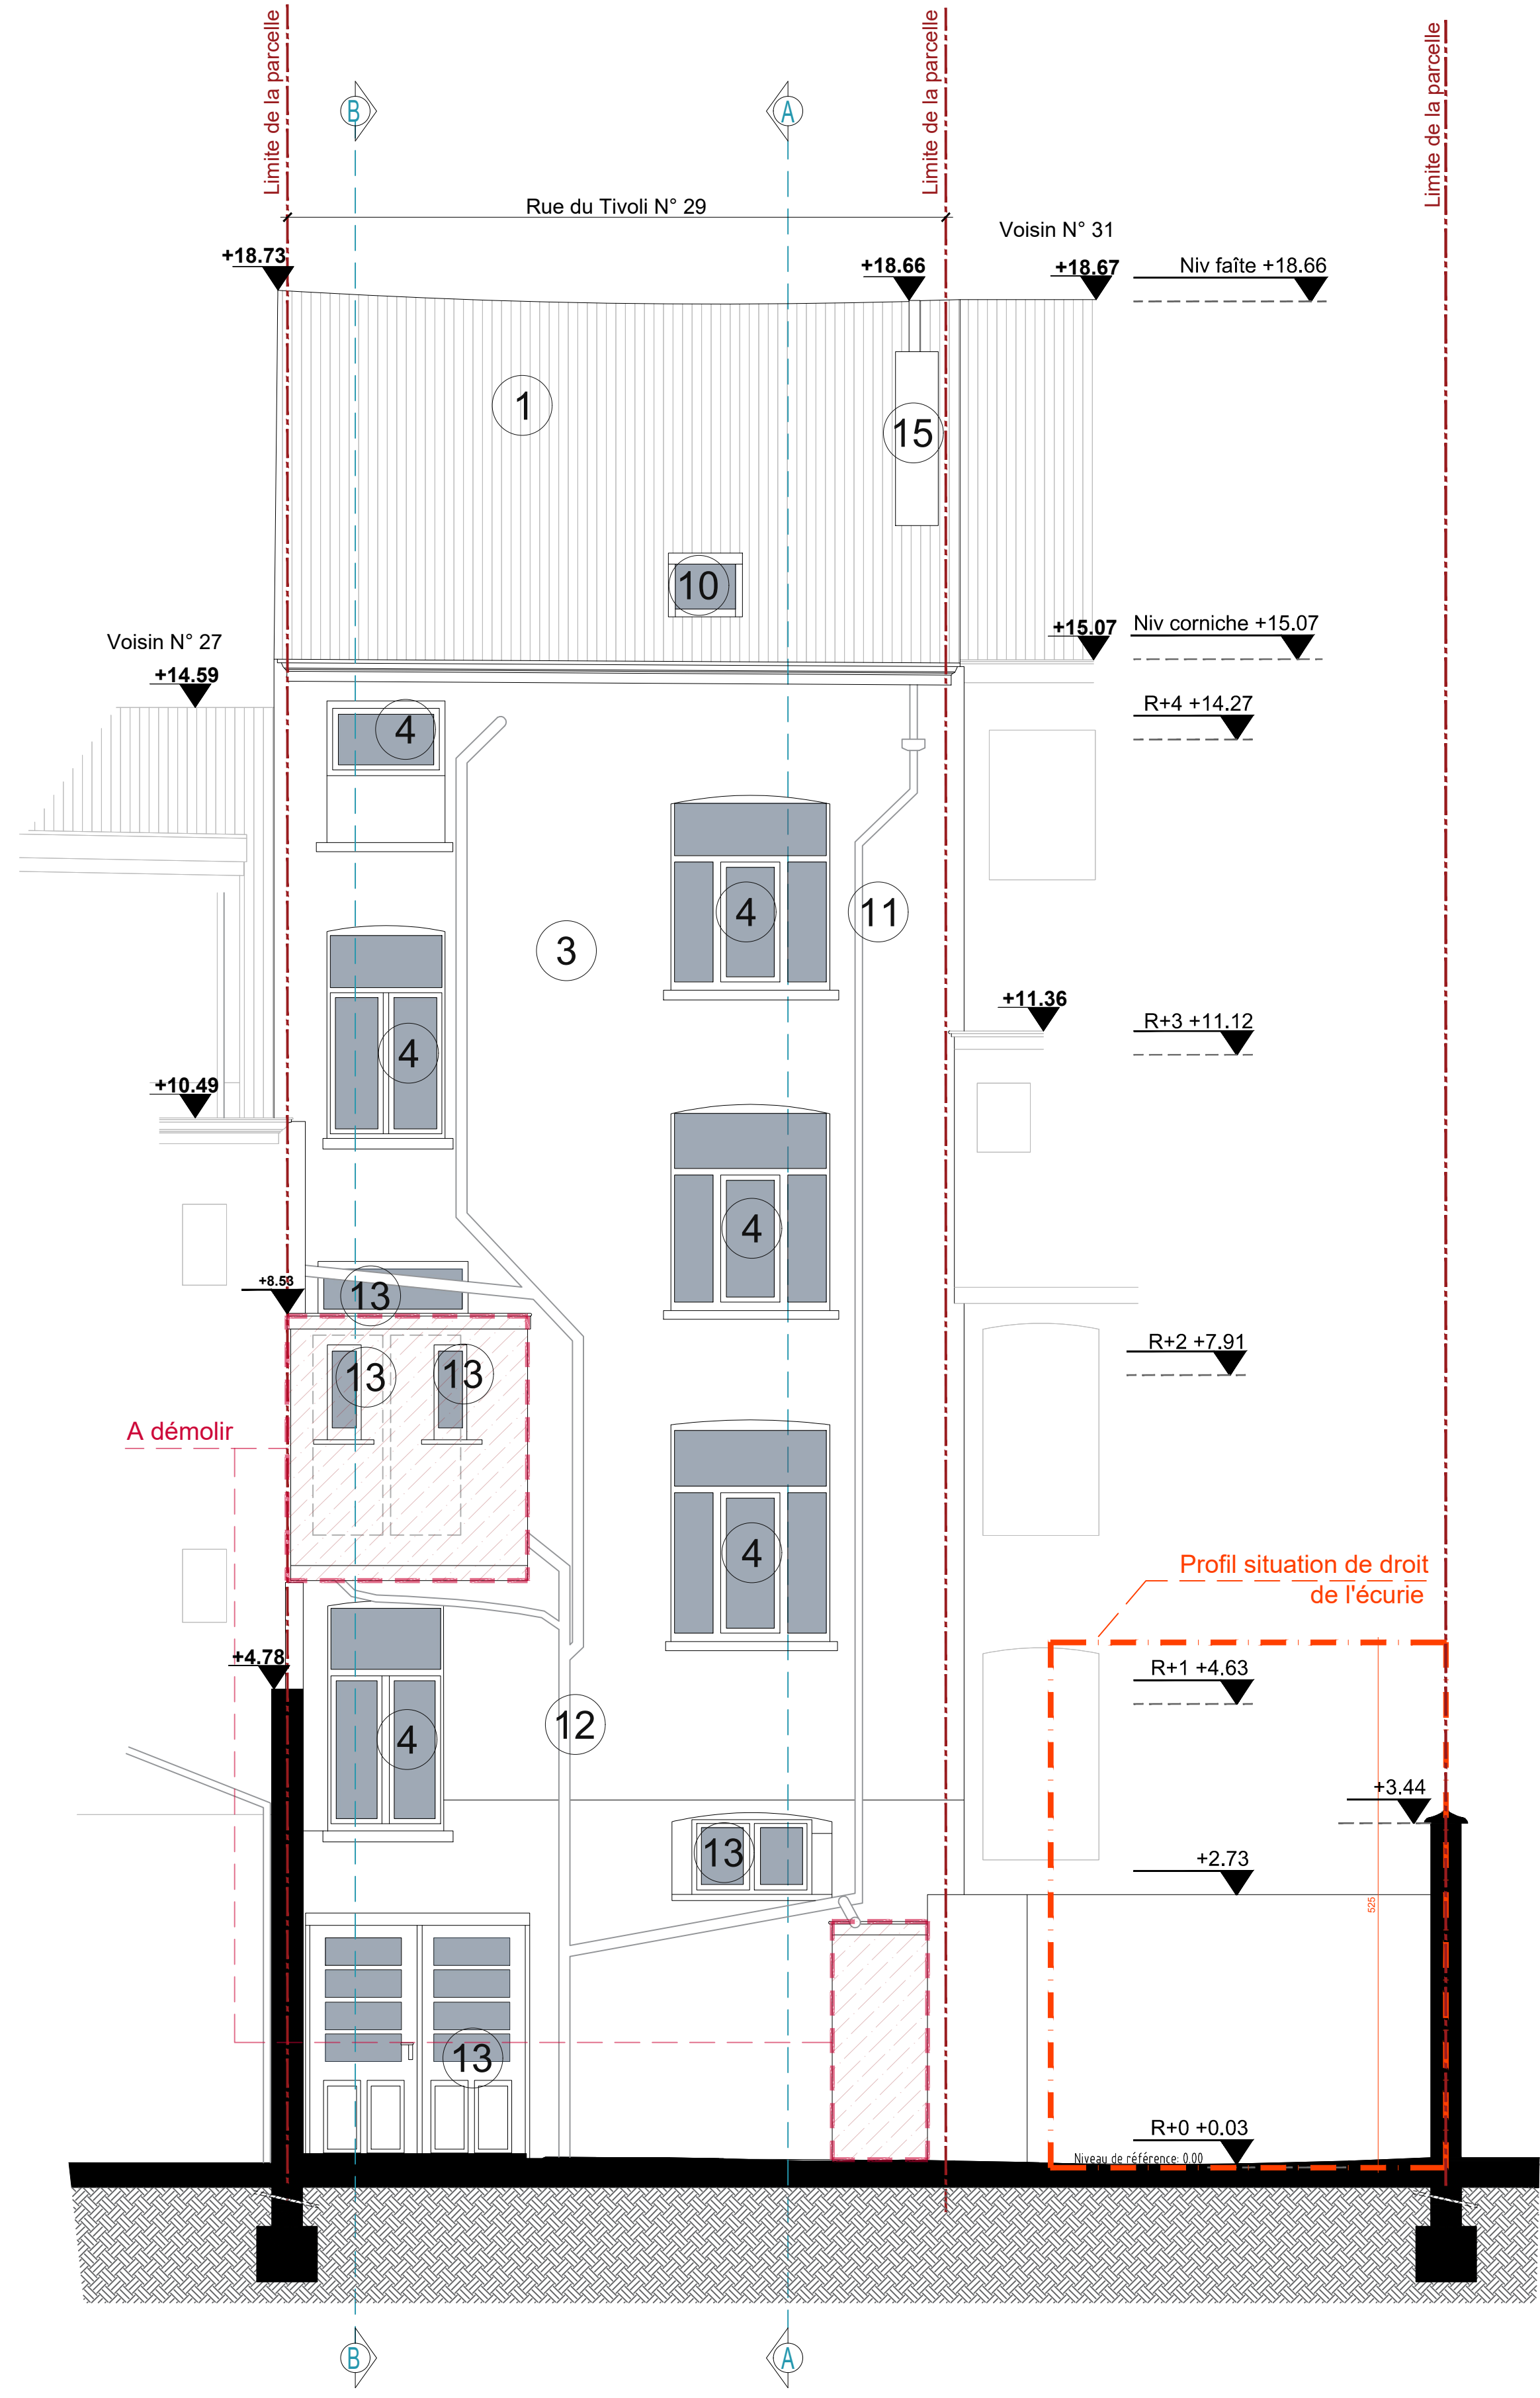 Limite de la parcelle
Limite de la parcelle
Limite de la parcelle
B
A
Rue du Tivoli N° 29
Voisin N° 31
+18.73
+18.66
+18.67
Niv faîte +18.66
1
15
10
Voisin N° 27
+14.59
+15.07
Niv corniche +15.07
R+4 +14.27
4
4
11
3
4
+11.36
R+3 +11.12
+10.49
4
+8.53
13
R+2 +7.91
13
13
A démolir
4
Profil situation de droit
de l'écurie
+4.78
R+1 +4.63
12
4
+3.44
13
+2.73
525
13
R+0 +0.03
Niveau de référence: 0.00
B
A